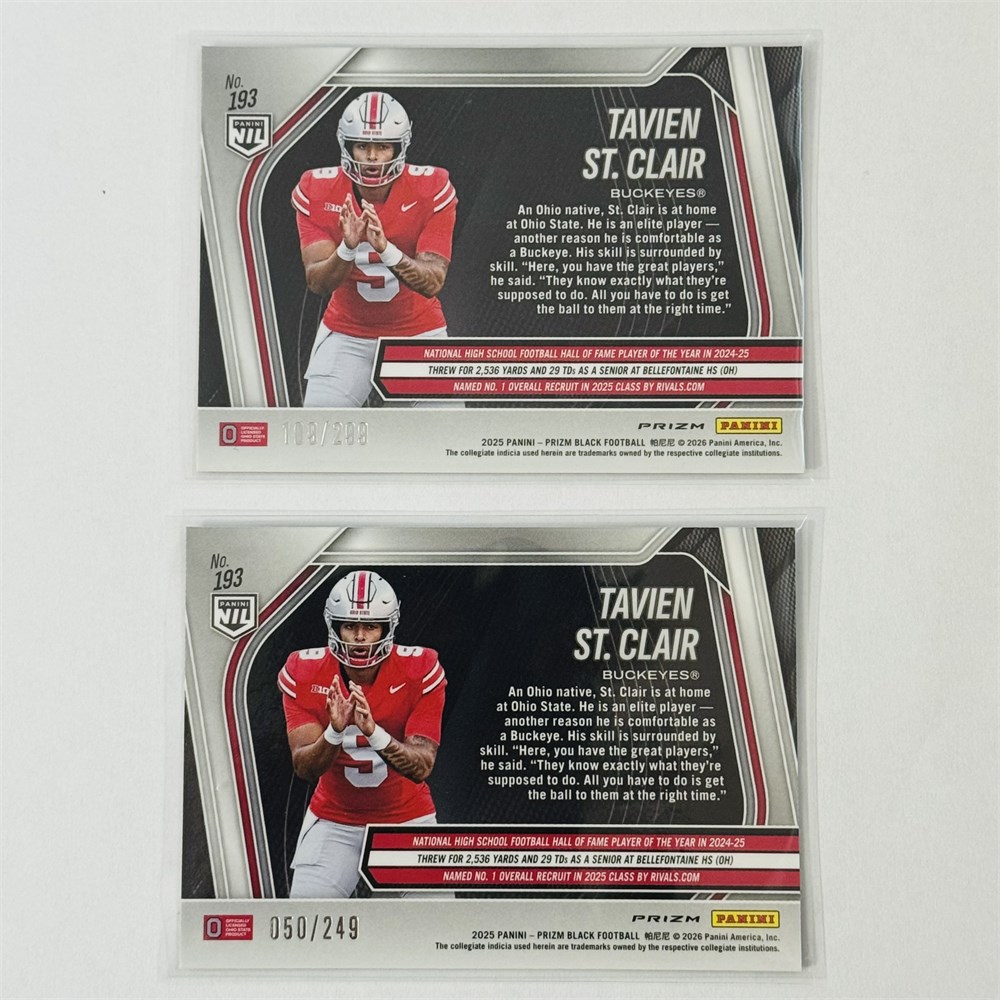 No.
193
PANINI
NIL
TAVIEN
ST. CLAIR
BUCKEYES®
An Ohio native, St. Clair is at home
at Ohio State. He is an elite player —
another reason he is comfortable as
a Buckeye. His skill is surrounded by
skill. “Here, you have the great players,”
he said. “They know exactly what they're
supposed to do. All you have to do is get
the ball to them at the right time.”
NATIONAL HIGH SCHOOL FOOTBALL HALL OF FAME PLAYER OF THE YEAR IN 2024-25
THREW FOR 2,536 YARDS AND 29 TDs AS A SENIOR AT BELLEFONTAINE HS (OH)
NAMED NO. 1 OVERALL RECRUIT IN 2025 CLASS BY RIVALS.COM
OFFICIALLY
LICENSED
OHIO STATE
PRODUCT
PRIZM PANINI
2025 PANINI – PRIZM BLACK FOOTBALL 帕尼尼 © 2026 Panini America, Inc.
The collegiate indicia used herein are trademarks owned by the respective collegiate institutions.
No.
193
PANINI
NIL
TAVIEN
ST. CLAIR
BUCKEYES®
An Ohio native, St. Clair is at home
at Ohio State. He is an elite player —
another reason he is comfortable as
a Buckeye. His skill is surrounded by
skill. “Here, you have the great players,”
he said. “They know exactly what they're
supposed to do. All you have to do is get
the ball to them at the right time.”
NATIONAL HIGH SCHOOL FOOTBALL HALL OF FAME PLAYER OF THE YEAR IN 2024-25
THREW FOR 2,536 YARDS AND 29 TDs AS A SENIOR AT BELLEFONTAINE HS (OH)
NAMED NO. 1 OVERALL RECRUIT IN 2025 CLASS BY RIVALS.COM
OFFICIALLY
LICENSED
OHIO STATE
PRODUCT
050/249
PRIZM PANINI
2025 PANINI – PRIZM BLACK FOOTBALL 帕尼尼 © 2026 Panini America, Inc.
The collegiate indicia used herein are trademarks owned by the respective collegiate institutions.